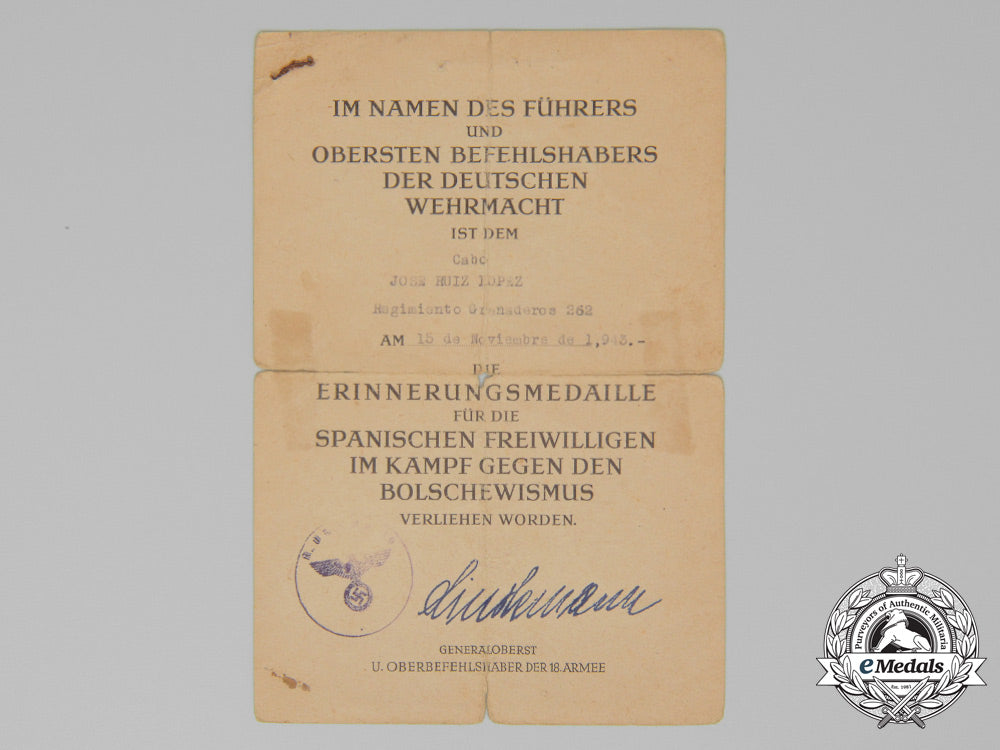 IM NAMEN DES FÜHRERS
UND
OBERSTEN BEFEHLSHABERS
DER DEUTSCHEN
WEHRMACHT
IST DEM
Cabo
JOSE RUIZ LOPEZ
Regimiento Granaderos 262
AM 15 de Noviembre de 1,943.-
DIE
ERINNERUNGSMEDAILLE
FÜR DIE
SPANISCHEN FREIWILLIGEN
IM KAMPF GEGEN DEN
BOLSCHEWISMUS
VERLIEHEN WORDEN.
Lindemann
GENERALOBERST
U. OBERBEFEHLSHABER DER 18. ARMEE
Purveyors of Authentic Militaria
eMedals
Est. 1981